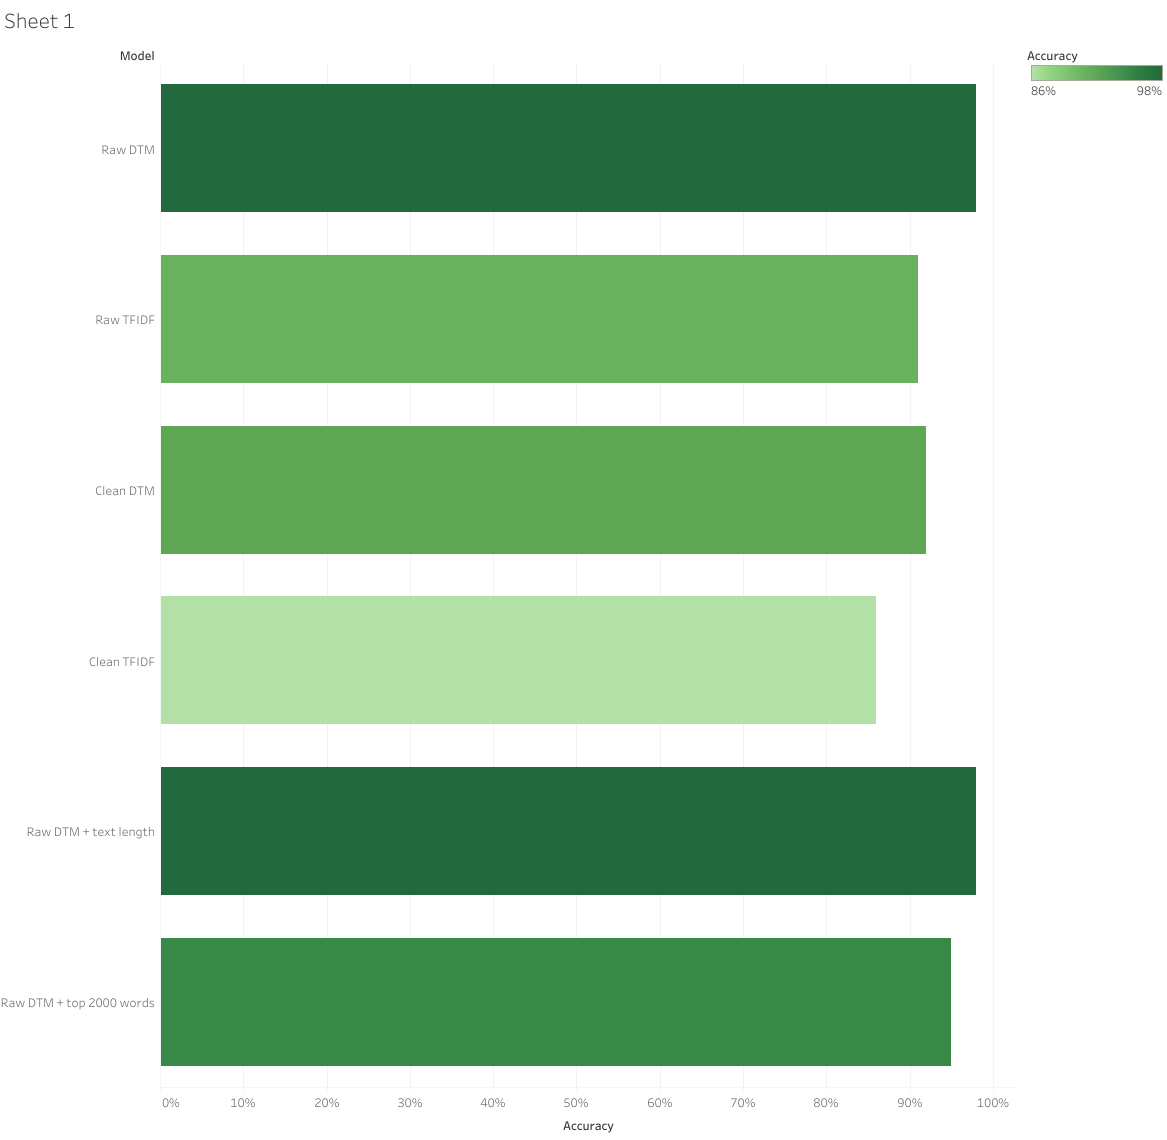 Sheet 1
Model
Accuracy
86% 98%
Raw DTM
Raw TFIDF
Clean DTM
Clean TFIDF
Raw DTM + text length
Raw DTM + top 2000 words
0% 10% 20% 30% 40% 50% 60% 70% 80% 90% 100%
Accuracy